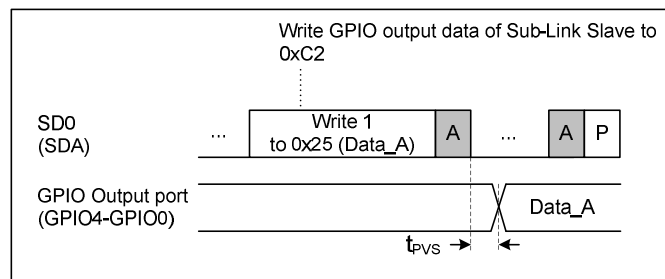 Write GPIO output data of Sub-Link Slave to
0xC2
SD0
(SDA)
...
Write 1
to 0x25 (Data_A)
A
...
A
P
GPIO Output port
(GPIO4-GPIO0)
Data_A
tPVS